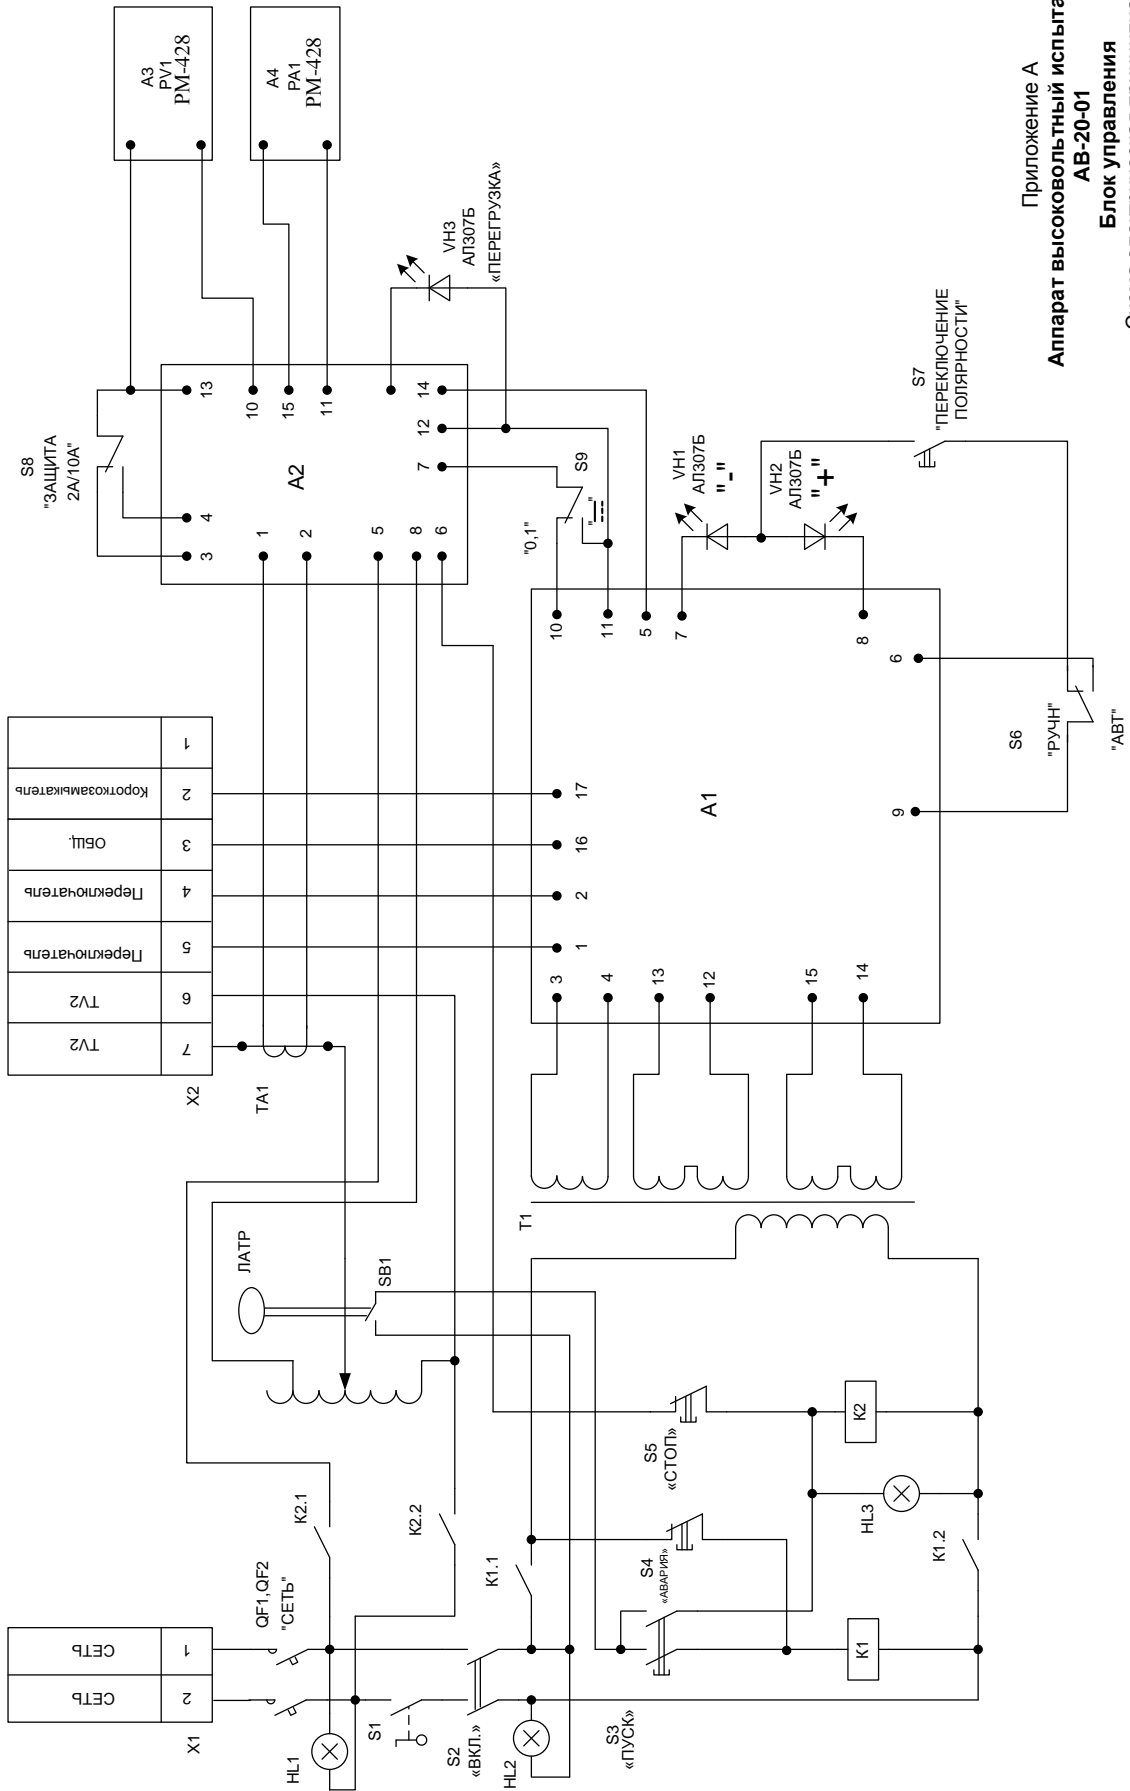 Приложение А
Аппарат высоковольтный испыта
АВ-20-01
Блок управления
A3
PV1
РМ-428
A4
PA1
РМ-428
VH3
АЛ307Б
«ПЕРЕГРУЗКА»
S8
"ЗАЩИТА
2А/10А"
13
10
15
11
14
12
7
4
3
A2
1
2
5
8
6
S9
"0,1"
VH1
АЛ307Б
"-"
VH2
АЛ307Б
"+"
S7
"ПЕРЕКЛЮЧЕНИЕ
ПОЛЯРНОСТИ"
10
11
5
7
8
6
9
S6
"РУЧН"
"АВТ"
A1
17
16
2
1
3
4
13
12
15
14
1
Короткозамыкатель
2
ОБЩ.
3
Переключатель
4
Переключатель
5
TV2
6
TV2
7
X2
TA1
T1
ЛАТР
SB1
S5
«СТОП»
K2
HL3
K2.1
K2.2
K1.1
S4
«АВАРИЯ»
K1.2
K1
QF1,QF2
"СЕТЬ"
СЕТЬ
1
СЕТЬ
2
X1
HL1
S1
S2
«ВКЛ.»
HL2
S3
«ПУСК»